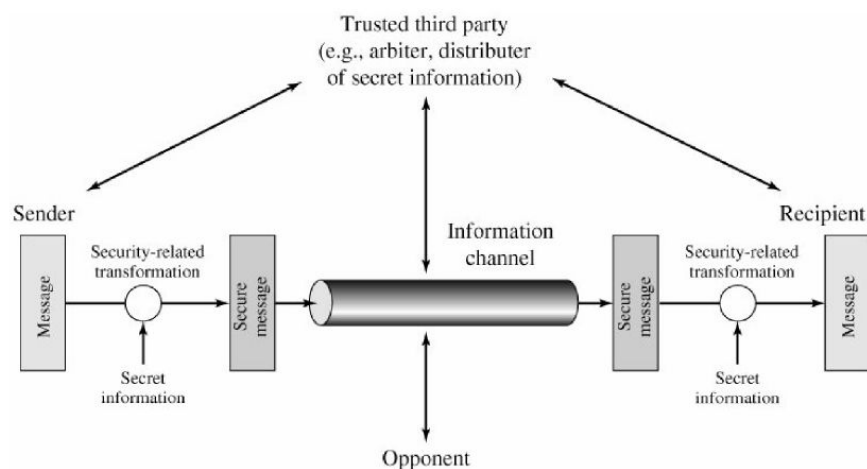 Trusted third party
(e.g., arbiter, distributer
of secret information)
Sender
Recipient
Information
channel
Security-related
transformation
Security-related
transformation
Message
Secure
message
Secure
message
Message
Secret
information
Secret
information
Opponent